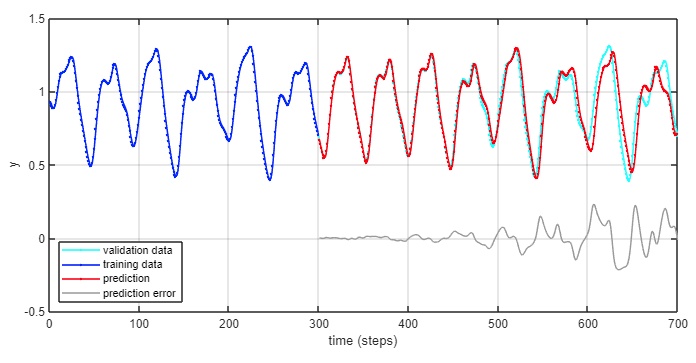 1.5
1
0.5
0
-0.5
y
validation data
training data
prediction
prediction error
0 100 200 300 400 500 600 700
time (steps)